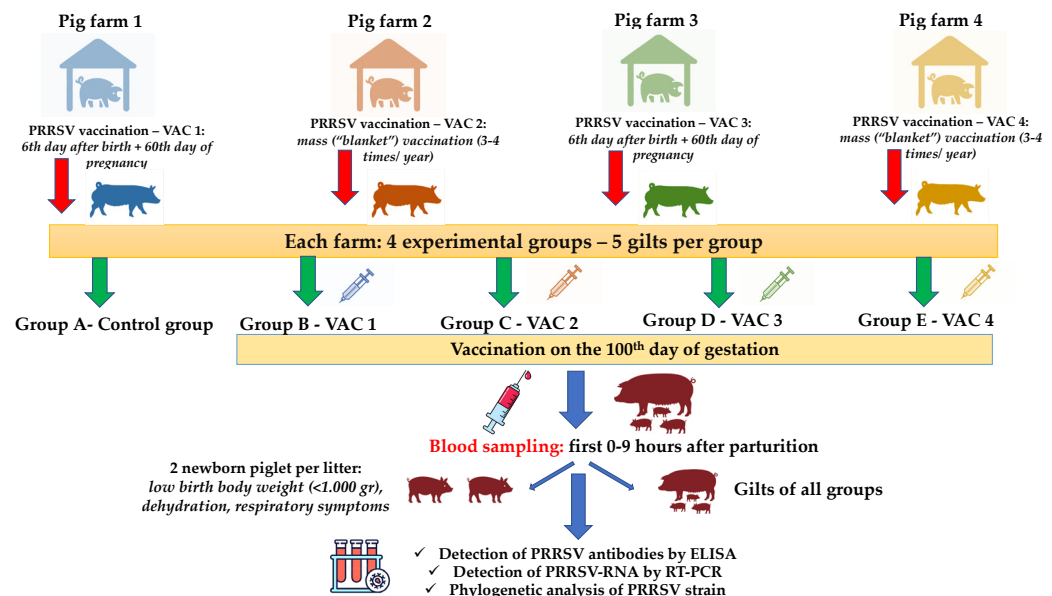 Pig farm 1
Pig farm 2
Pig farm 3
Pig farm 4
PRRSV vaccination – VAC 1:
6th day after birth + 60th day of
pregnancy
PRRSV vaccination – VAC 2:
mass (“blanket”) vaccination (3-4
times/ year)
PRRSV vaccination – VAC 3:
6th day after birth + 60th day of
pregnancy
PRRSV vaccination – VAC 4:
mass (“blanket”) vaccination (3-4
times/ year)
Each farm: 4 experimental groups – 5 gilts per group
Group A- Control group
Group B - VAC 1
Group C - VAC 2
Group D - VAC 3
Group E - VAC 4
Vaccination on the 100th day of gestation
Blood sampling: first 0-9 hours after parturition
2 newborn piglet per litter:
low birth body weight (<1.000 gr),
dehydration, respiratory symptoms
Gilts of all groups
✓ Detection of PRRSV antibodies by ELISA
✓ Detection of PRRSV-RNA by RT-PCR
✓ Phylogenetic analysis of PRRSV strain